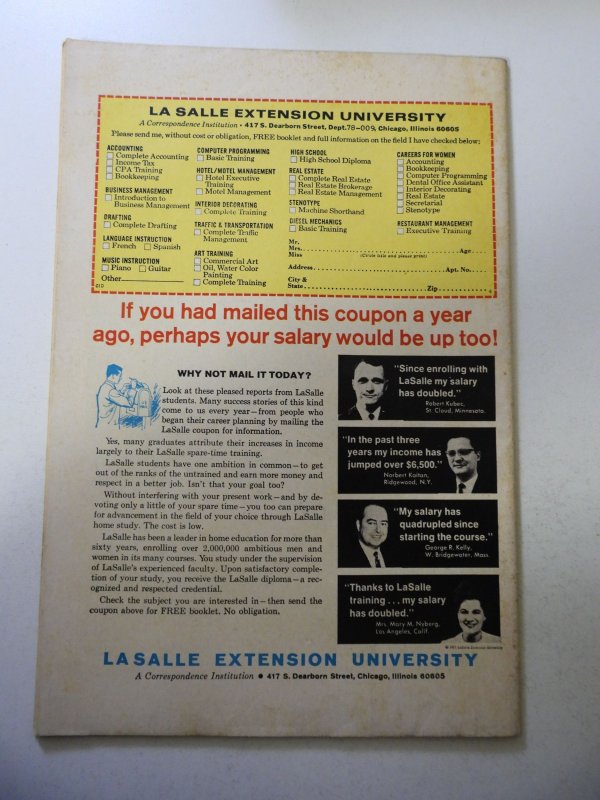 LA SALLE EXTENSION UNIVERSITY
A Correspondence Institution • 417 S. Dearborn Street, Dept. 78-009, Chicago, Illinois 60605
Please send me, without cost or obligation, FREE booklet and full information on the field I have checked below:
ACCOUNTING
Complete Accounting
Income Tax
CPA Training
Bookkeeping
BUSINESS MANAGEMENT
Introduction to
Business Management
DRAFTING
Complete Drafting
LANGUAGE INSTRUCTION
French Spanish
MUSIC INSTRUCTION
Piano Guitar
Other
810
COMPUTER PROGRAMMING
Basic Training
HOTEL/MOTEL MANAGEMENT
Hotel Executive
Training
Motel Management
INTERIOR DECORATING
Complete Training
TRAFFIC & TRANSPORTATION
Complete Traffic
Management
ART TRAINING
Commercial Art
Oil, Water Color
Painting
Complete Training
HIGH SCHOOL
High School Diploma
REAL ESTATE
Complete Real Estate
Real Estate Brokerage
Real Estate Management
STENOTYPE
Machine Shorthand
DIESEL MECHANICS
Basic Training
CAREERS FOR WOMEN
Accounting
Bookkeeping
Computer Programming
Dental Office Assistant
Interior Decorating
Real Estate
Secretarial
Stenotype
RESTAURANT MANAGEMENT
Executive Training
Mr.
Mrs. Age
Miss (Circle title and please print)
Address Apt. No.
City &
State Zip
If you had mailed this coupon a year
ago, perhaps your salary would be up too!
WHY NOT MAIL IT TODAY?
Look at these pleased reports from LaSalle
students. Many success stories of this kind
come to us every year—from people who
began their career planning by mailing the
LaSalle coupon for information.
Yes, many graduates attribute their increases in income
largely to their LaSalle spare-time training.
LaSalle students have one ambition in common—to get
out of the ranks of the untrained and earn more money and
respect in a better job. Isn't that your goal too?
Without interfering with your present work—and by de-
voting only a little of your spare time—you too can prepare
for advancement in the field of your choice through LaSalle
home study. The cost is low.
LaSalle has been a leader in home education for more than
sixty years, enrolling over 2,000,000 ambitious men and
women in its many courses. You study under the supervision
of LaSalle's experienced faculty. Upon satisfactory comple-
tion of your study, you receive the LaSalle diploma—a rec-
ognized and respected credential.
Check the subject you are interested in—then send the
coupon above for FREE booklet. No obligation.
"Since enrolling with
LaSalle my salary
has doubled."
Robert Kubec,
St. Cloud, Minnesota.
"In the past three
years my income has
jumped over $6,500."
Norbert Kaitan,
Ridgewood, N.Y.
"My salary has
quadrupled since
starting the course."
George R. Kelly,
W. Bridgewater, Mass.
"Thanks to LaSalle
training...my salary
has doubled."
Mrs. Mary M. Nyberg,
Los Angeles, Calif.
© 1971 LaSalle Extension University
LA SALLE EXTENSION UNIVERSITY
A Correspondence Institution • 417 S. Dearborn Street, Chicago, Illinois 60605